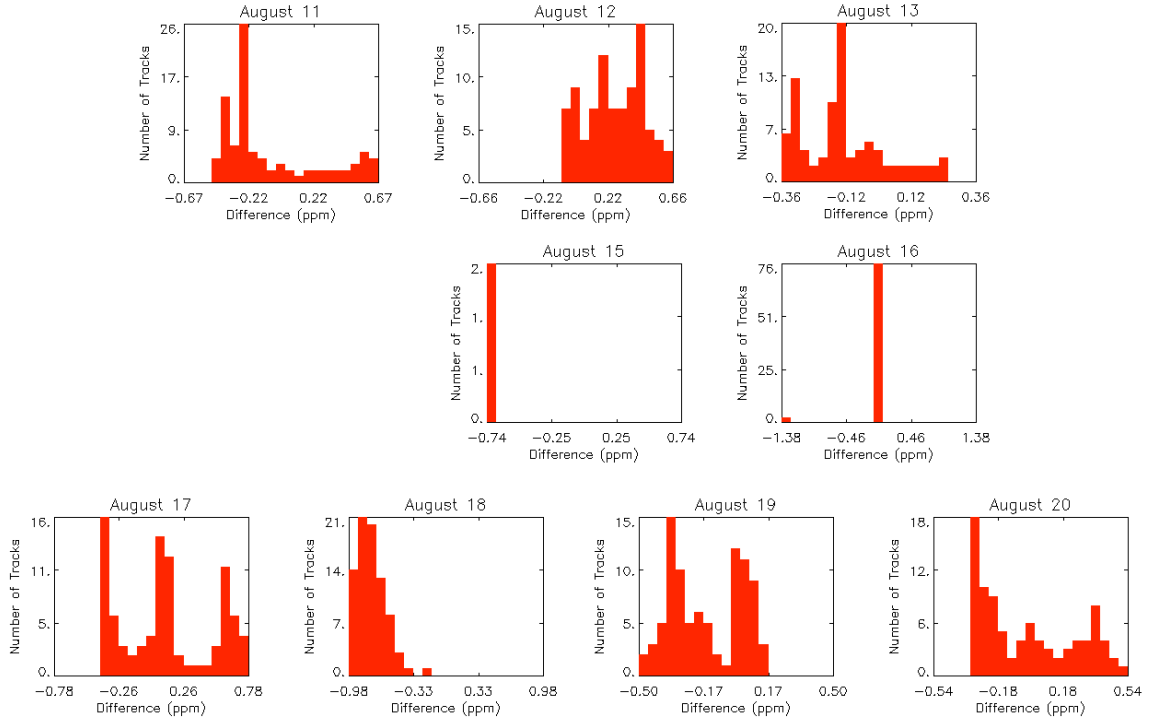 August 11
August 12
August 13
26.
17.
9.
0.
Number of Tracks
−0.67
−0.22
0.22
0.67
Difference (ppm)
15.
10.
5.
0.
Number of Tracks
−0.66
−0.22
0.22
0.66
Difference (ppm)
20.
13.
7.
0.
Number of Tracks
−0.36
−0.12
0.12
0.36
Difference (ppm)
August 15
August 16
2.
1.
1.
0.
Number of Tracks
−0.74
−0.25
0.25
0.74
Difference (ppm)
76.
51.
25.
0.
Number of Tracks
−1.38
−0.46
0.46
1.38
Difference (ppm)
August 17
August 18
August 19
August 20
16.
11.
5.
0.
Number of Tracks
−0.78
−0.26
0.26
0.78
Difference (ppm)
21.
14.
7.
0.
Number of Tracks
−0.98
−0.33
0.33
0.98
Difference (ppm)
15.
10.
5.
0.
Number of Tracks
−0.50
−0.17
0.17
0.50
Difference (ppm)
18.
12.
6.
0.
Number of Tracks
−0.54
−0.18
0.18
0.54
Difference (ppm)